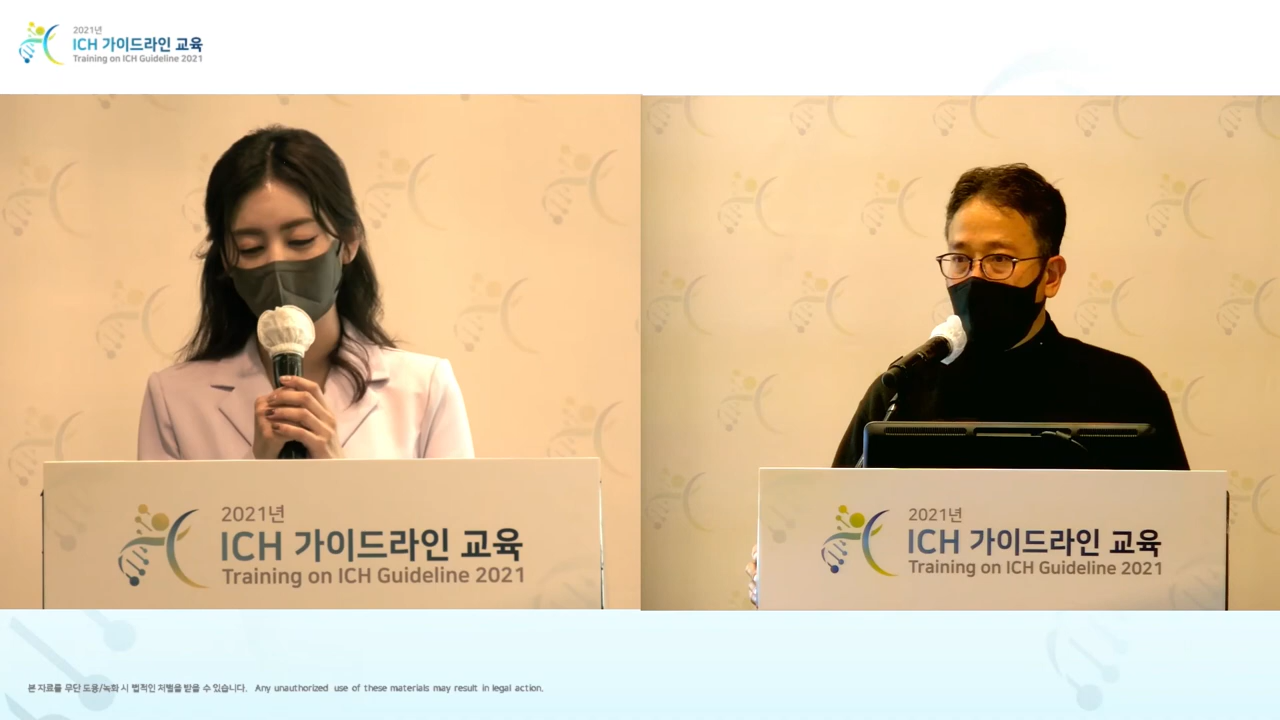 2021년
ICH 가이드라인 교육
Training on ICH Guideline 2021
2021년
ICH 가이드라인 교육
Training on ICH Guideline 2021
2021년
ICH 가이드라인 교육
Training on ICH Guideline 2021
본 자료를 무단 도용/녹화 시 법적인 처벌을 받을 수 있습니다. Any unauthorized use of these materials may result in legal action.